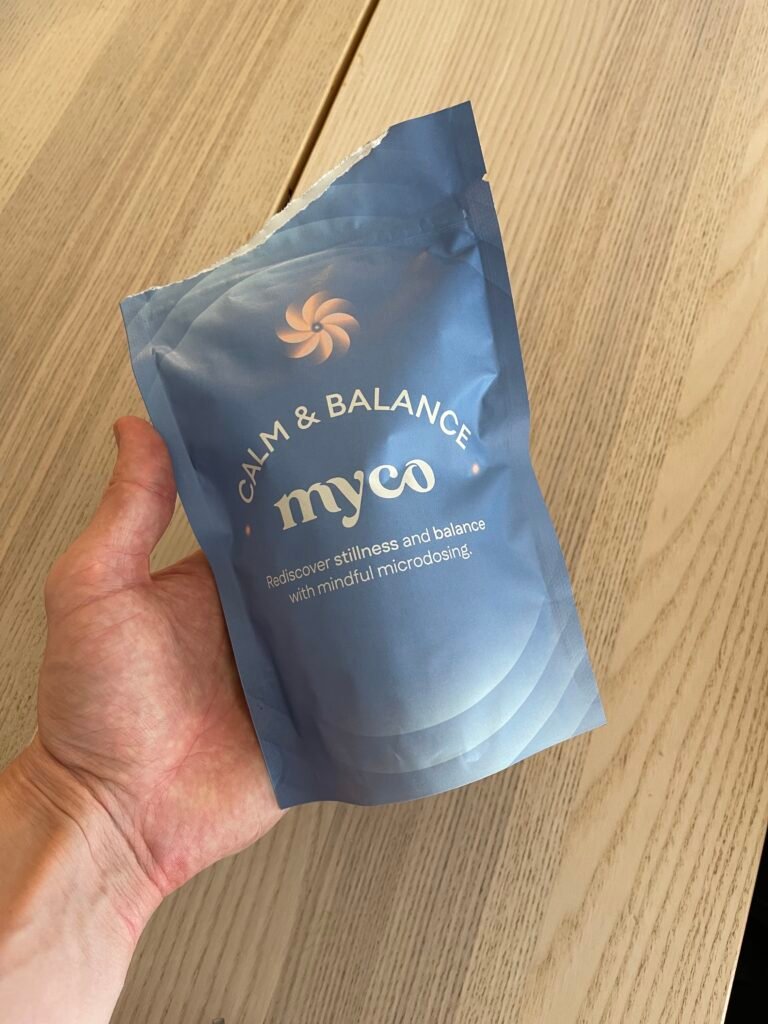 CALM & BALANCE
myco
Rediscover stillness and balance
with mindful microdosing.